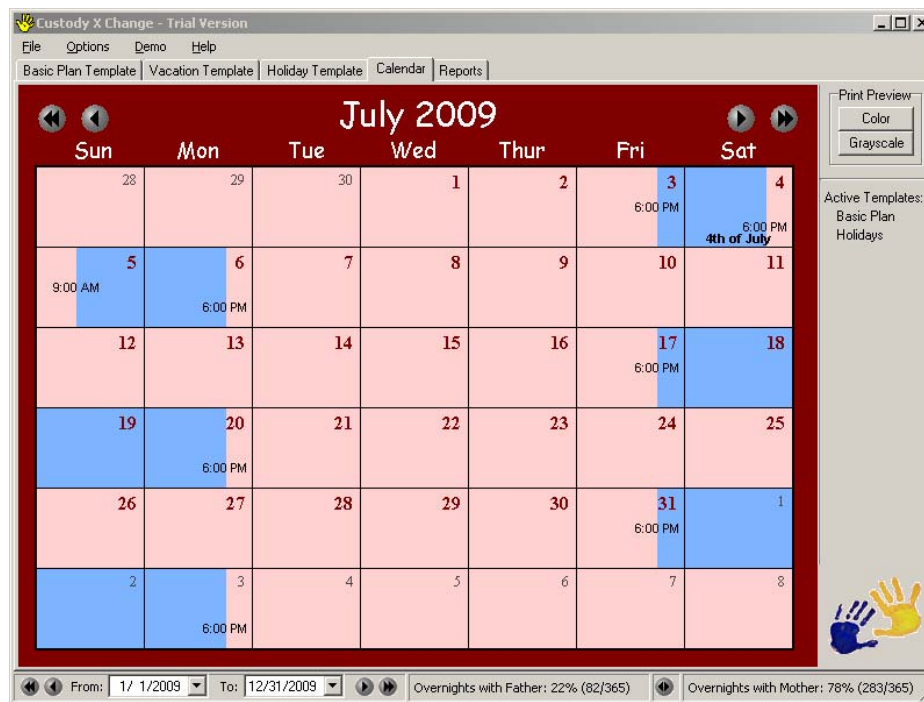 Custody X Change - Trial Version
File Options Demo Help
Basic Plan Template Vacation Template Holiday Template Calendar Reports
July 2009
Sun Mon Tue Wed Thur Fri Sat
28 29 30 1 2 3 4
6:00 PM 6:00 PM
4th of July
5 6 7 8 9 10 11
9:00 AM 6:00 PM
12 13 14 15 16 17 18
6:00 PM
19 20 21 22 23 24 25
6:00 PM
26 27 28 29 30 31 1
6:00 PM
2 3 4 5 6 7 8
6:00 PM
Print Preview
Color
Grayscale
Active Templates:
Basic Plan
Holidays
From: 1/ 1/2009 To: 12/31/2009 Overnights with Father: 22% (82/365) Overnights with Mother: 78% (283/365)